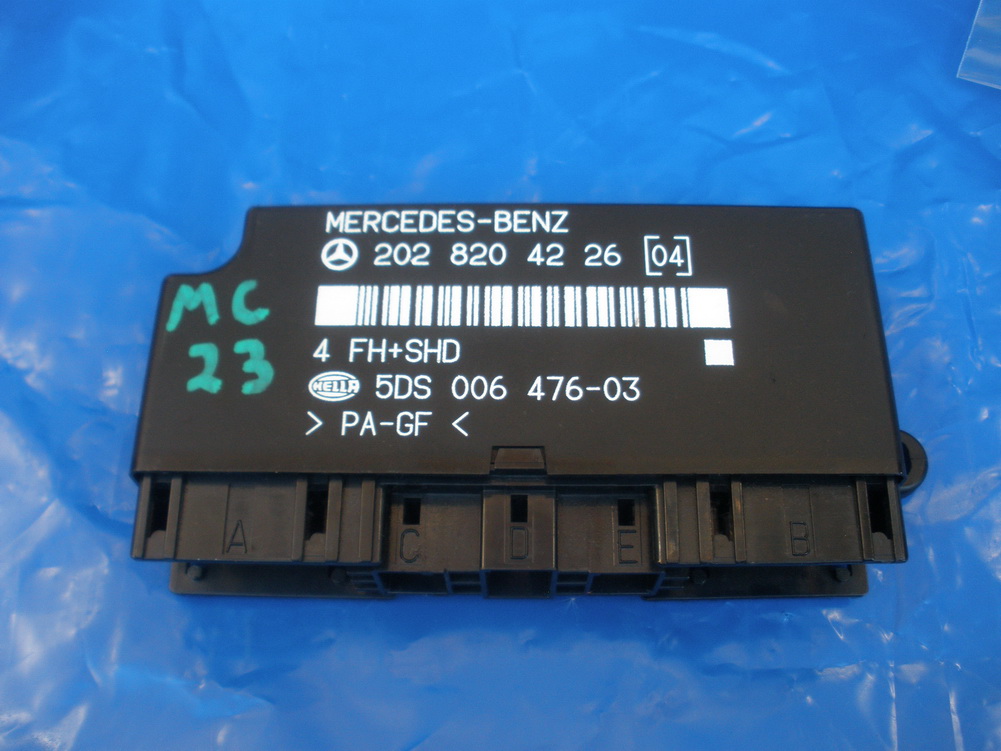 MERCEDES-BENZ
202 820 42 26 [04]
MC
23
4 FH+SHD
HELLA 5DS 006 476-03
> PA-GF <
A
C
D
E
B